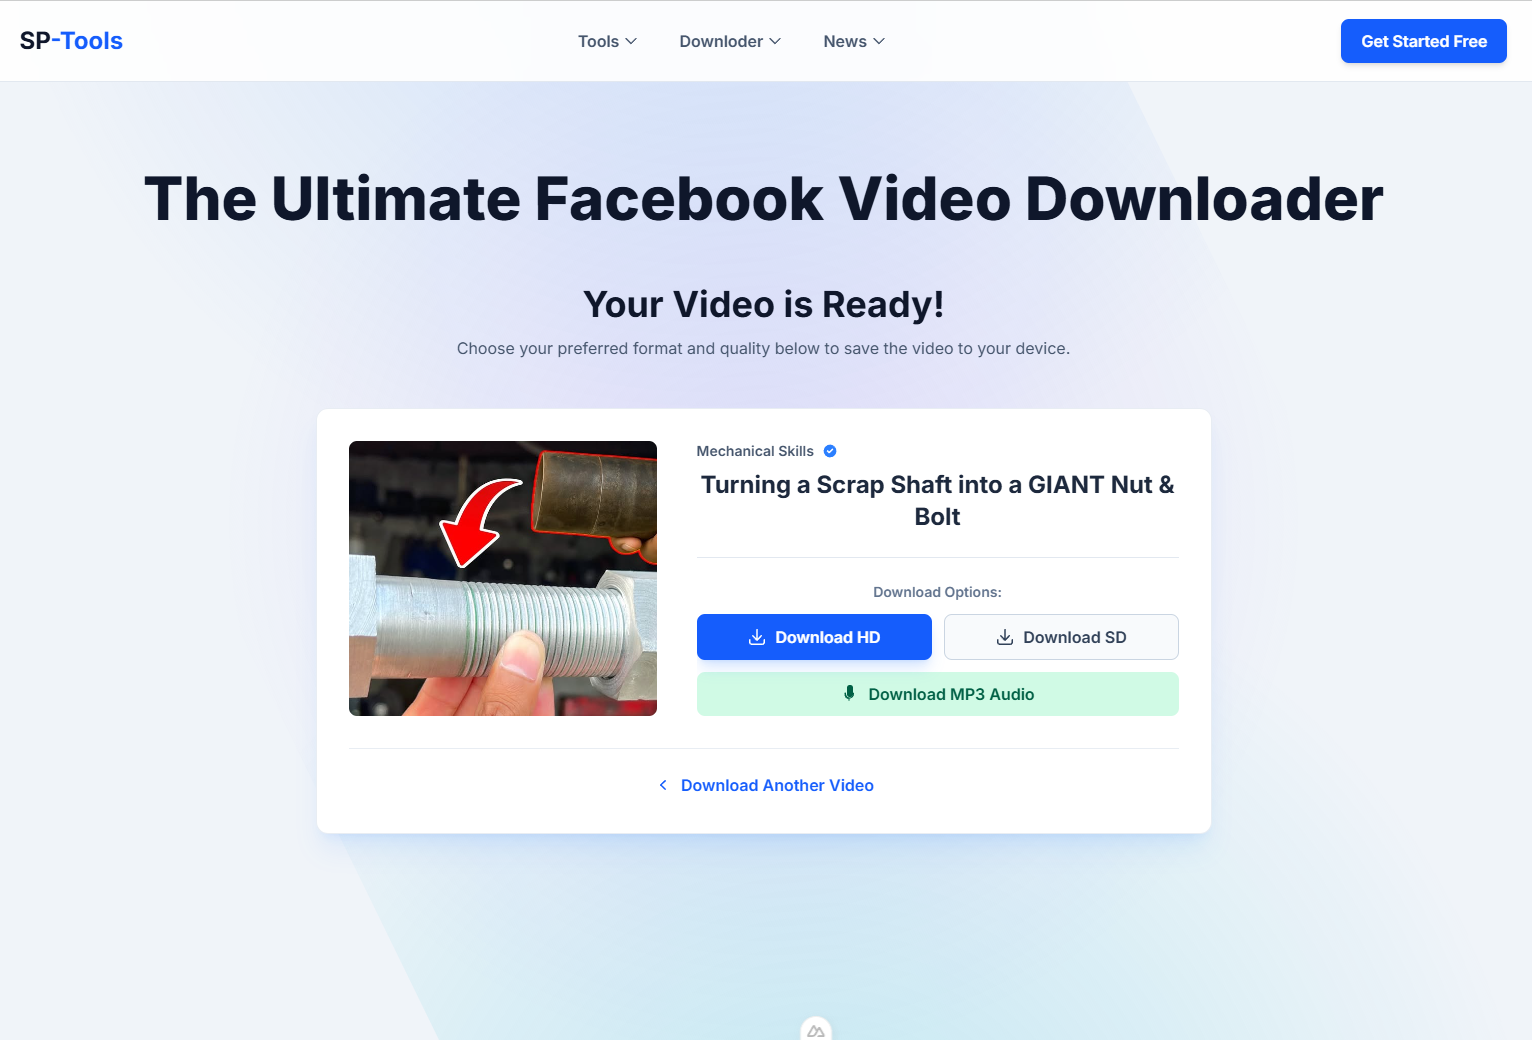 SP-Tools
Tools
Downloder
News
Get Started Free
The Ultimate Facebook Video Downloader
Your Video is Ready!
Choose your preferred format and quality below to save the video to your device.
Mechanical Skills
Turning a Scrap Shaft into a GIANT Nut &
Bolt
Download Options:
Download HD
Download SD
Download MP3 Audio
Download Another Video